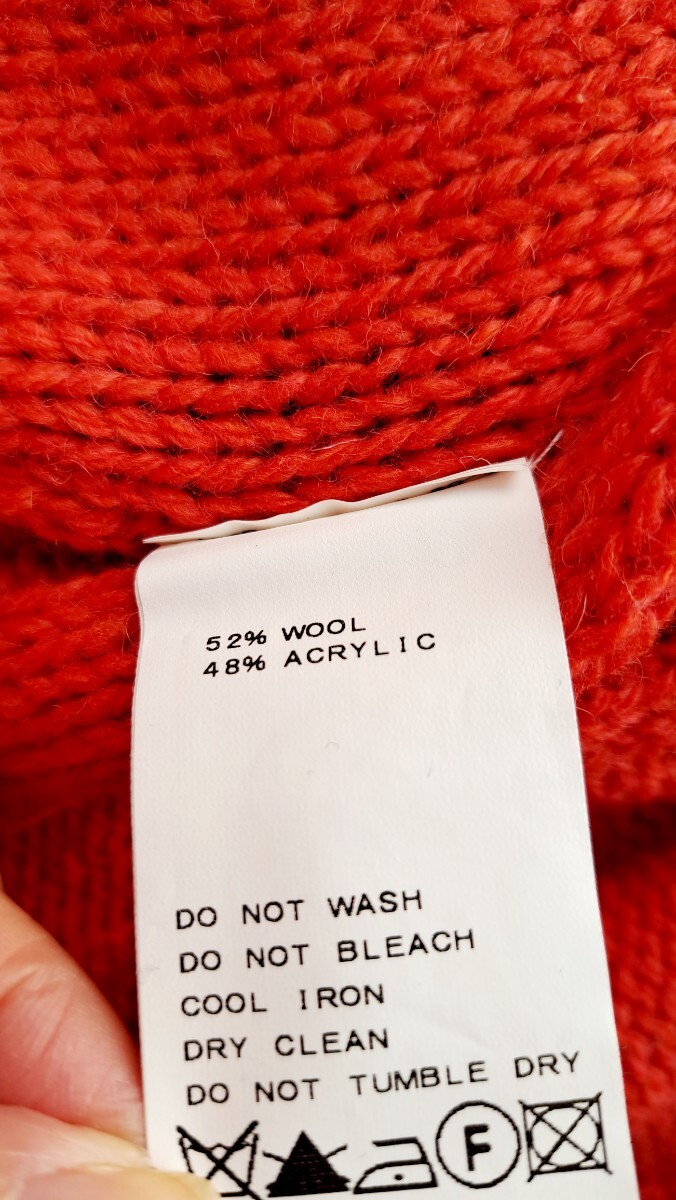 52% WOOL
48% ACRYLIC
DO NOT WASH
DO NOT BLEACH
COOL IRON
DRY CLEAN
DO NOT TUMBLE DRY
F